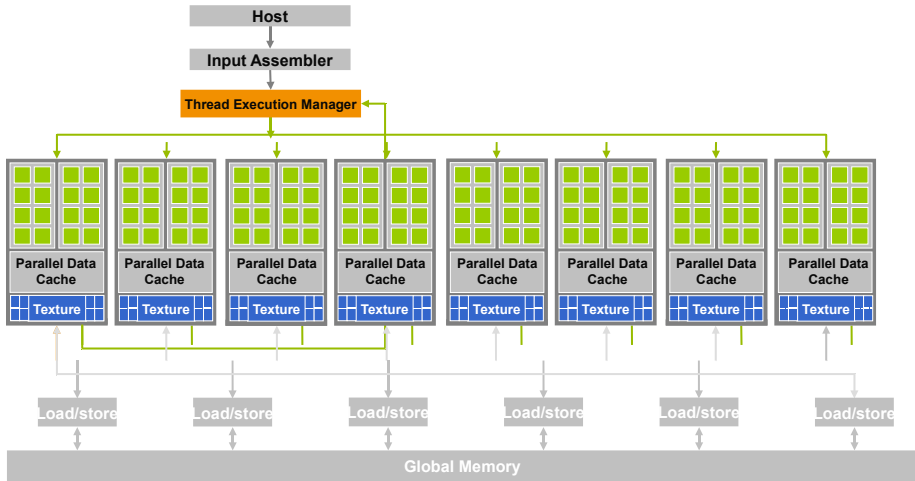 Host
Input Assembler
Thread Execution Manager
Parallel Data
Cache
Parallel Data
Cache
Parallel Data
Cache
Parallel Data
Cache
Parallel Data
Cache
Parallel Data
Cache
Parallel Data
Cache
Parallel Data
Cache
Texture
Texture
Texture
Texture
Texture
Texture
Texture
Texture
Load/store
Load/store
Load/store
Load/store
Load/store
Load/store
Global Memory